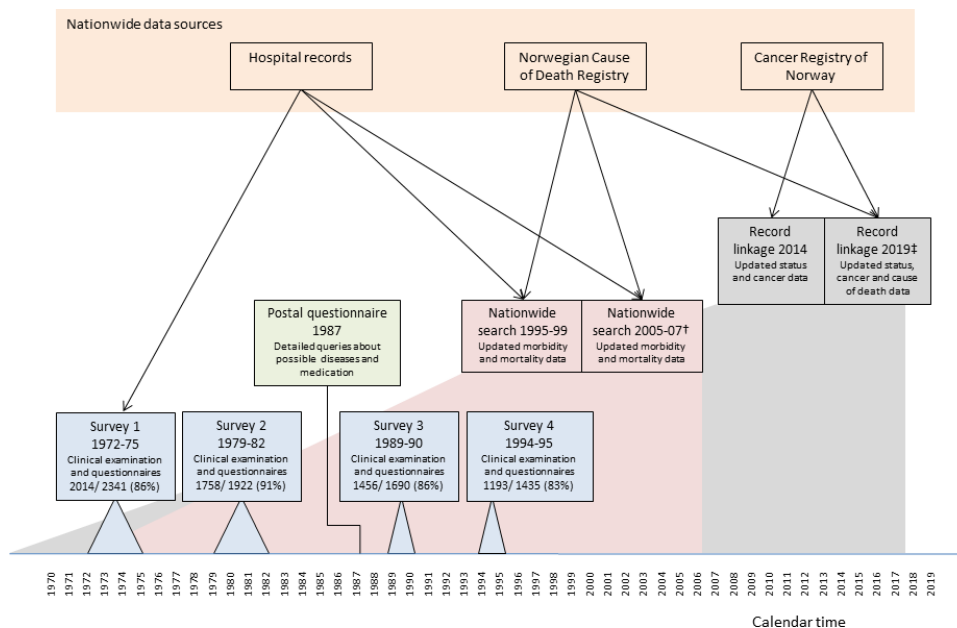 Nationwide data sources
Hospital records
Norwegian Cause
of Death Registry
Cancer Registry of
Norway
Record
linkage 2014
Updated status
and cancer data
Record
linkage 2019‡
Updated status,
cancer and cause
of death data
Postal questionnaire
1987
Detailed queries about
possible diseases and
medication
Nationwide
search 1995-99
Updated morbidity
and mortality data
Nationwide
search 2005-07†
Updated morbidity
and mortality data
Survey 1
1972-75
Clinical examination
and questionnaires
2014/ 2341 (86%)
Survey 2
1979-82
Clinical examination
and questionnaires
1758/ 1922 (91%)
Survey 3
1989-90
Clinical examination
and questionnaires
1456/ 1690 (86%)
Survey 4
1994-95
Clinical examination
and questionnaires
1193/ 1435 (83%)
1970
1971
1972
1973
1974
1975
1976
1977
1978
1979
1980
1981
1982
1983
1984
1985
1986
1987
1988
1989
1990
1991
1992
1993
1994
1995
1996
1997
1998
1999
2000
2001
2002
2003
2004
2005
2006
2007
2008
2009
2010
2011
2012
2013
2014
2015
2016
2017
2018
2019
Calendar time